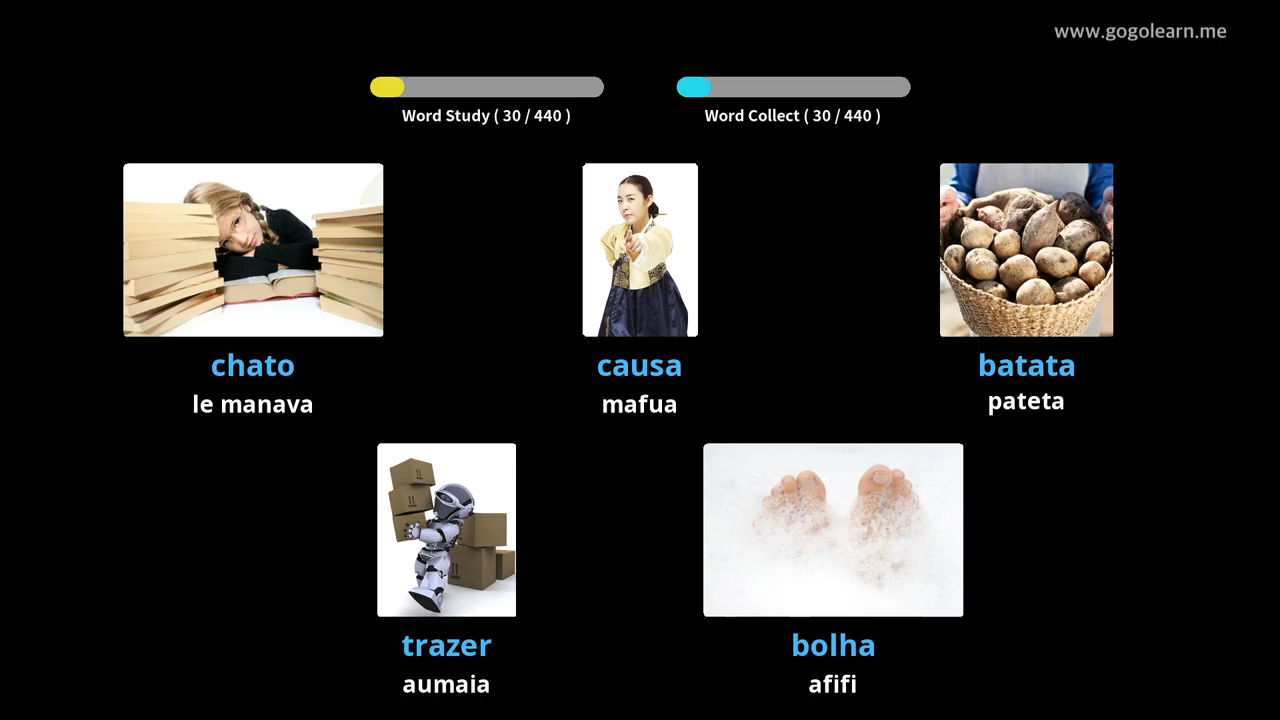 www.gogolearn.me
Word Study ( 30 / 440 )
Word Collect ( 30 / 440 )
chato
le manava
causa
mafua
batata
pateta
trazer
aumaia
bolha
afifi